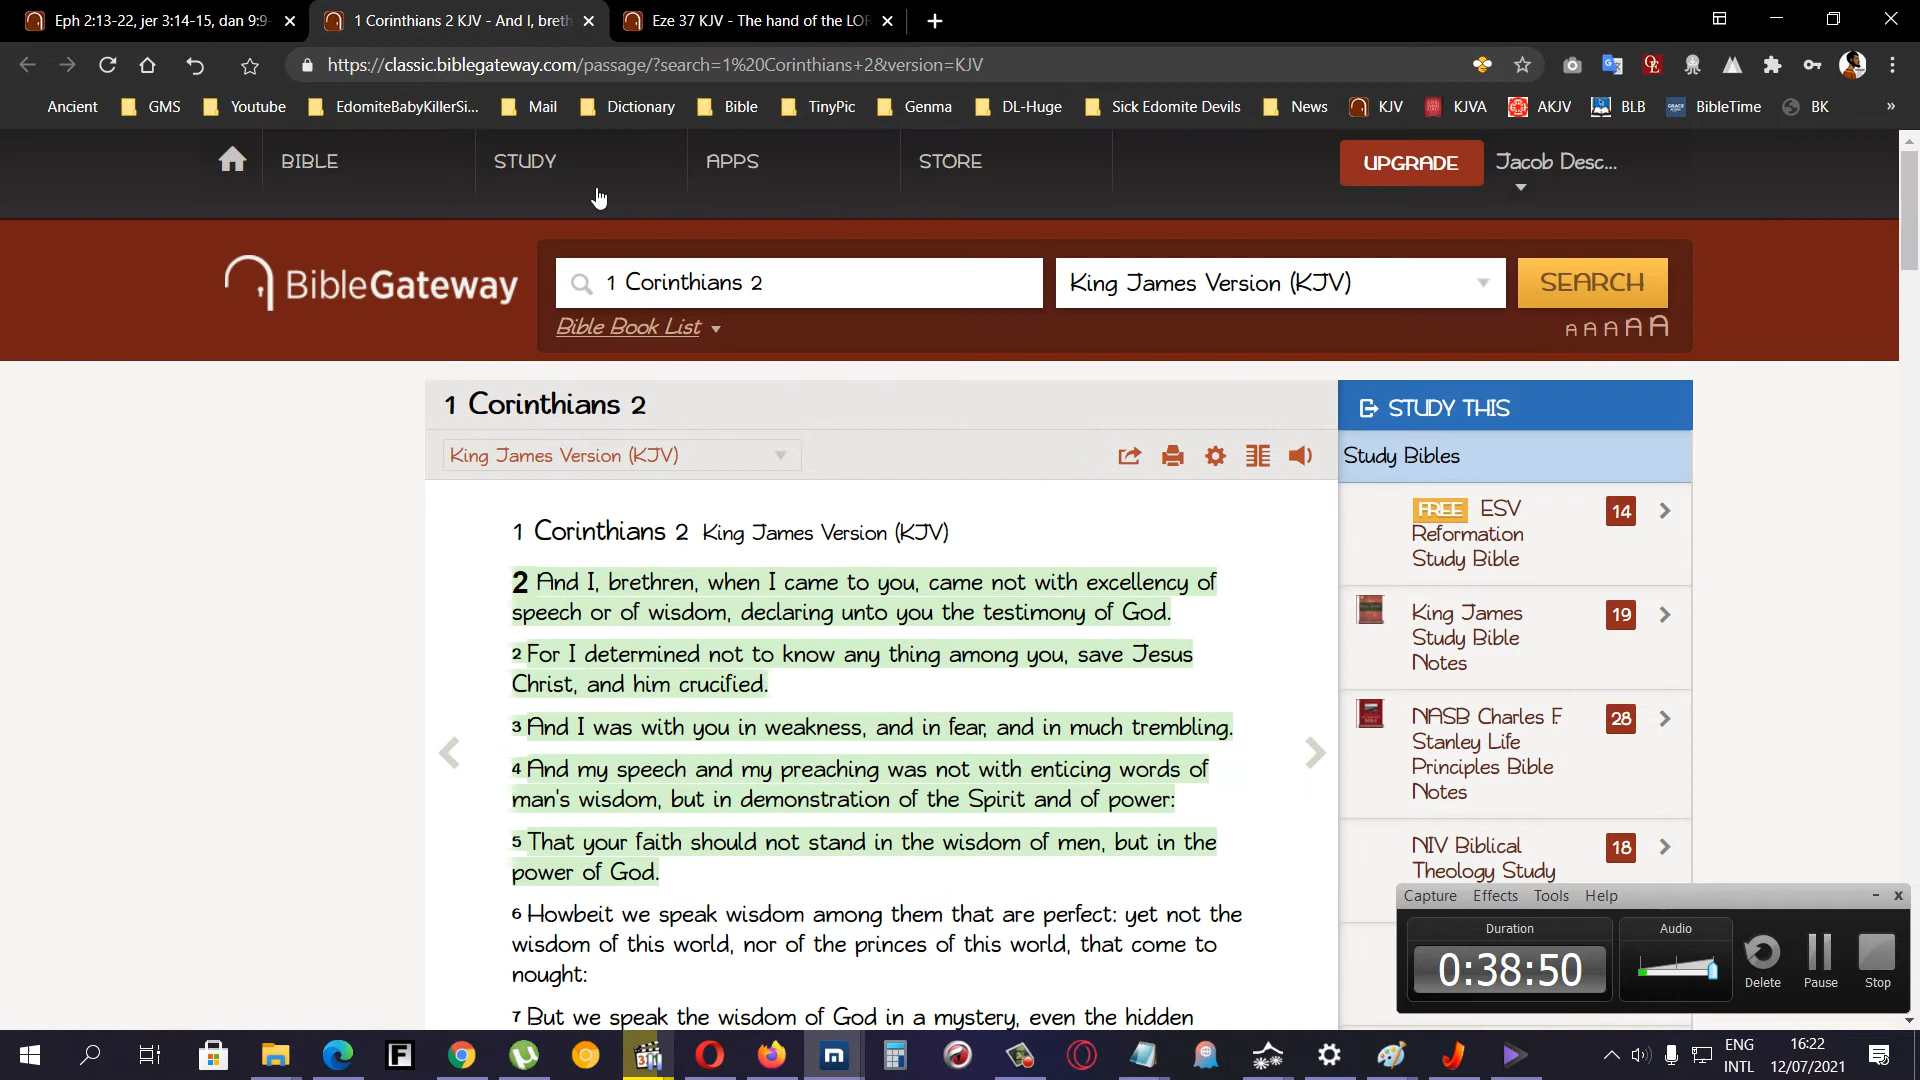 Eph 2:13-22, jer 3:14-15, dan 9:9-
1 Corinthians 2 KJV - And I, breth
Eze 37 KJV - The hand of the LOR
https://classic.biblegateway.com/passage/?search=1%20Corinthians+2&version=KJV
Ancient GMS Youtube EdomiteBabyKillerSi... Mail Dictionary Bible TinyPic Genma DL-Huge Sick Edomite Devils News KJV KJVA AKJV BLB BibleTime BK »
BIBLE STUDY APPS STORE UPGRADE Jacob Desc...
BibleGateway
1 Corinthians 2
King James Version (KJV)
SEARCH
Bible Book List
A A A A A
1 Corinthians 2
King James Version (KJV)
1 Corinthians 2 King James Version (KJV)
2 And I, brethren, when I came to you, came not with excellency of
speech or of wisdom, declaring unto you the testimony of God.
2 For I determined not to know any thing among you, save Jesus
Christ, and him crucified.
3 And I was with you in weakness, and in fear, and in much trembling.
4 And my speech and my preaching was not with enticing words of
man's wisdom, but in demonstration of the Spirit and of power:
5 That your faith should not stand in the wisdom of men, but in the
power of God.
6 Howbeit we speak wisdom among them that are perfect: yet not the
wisdom of this world, nor of the princes of this world, that come to
nought:
7 But we speak the wisdom of God in a mystery, even the hidden
STUDY THIS
Study Bibles
FREE ESV
Reformation
Study Bible
14
King James
Study Bible
Notes
19
NASB Charles F.
Stanley Life
Principles Bible
Notes
28
NIV Biblical
Theology Study
18
Capture Effects Tools Help
Duration
0:38:50
Audio
Delete Pause Stop
ENG
INTL
16:22
12/07/2021